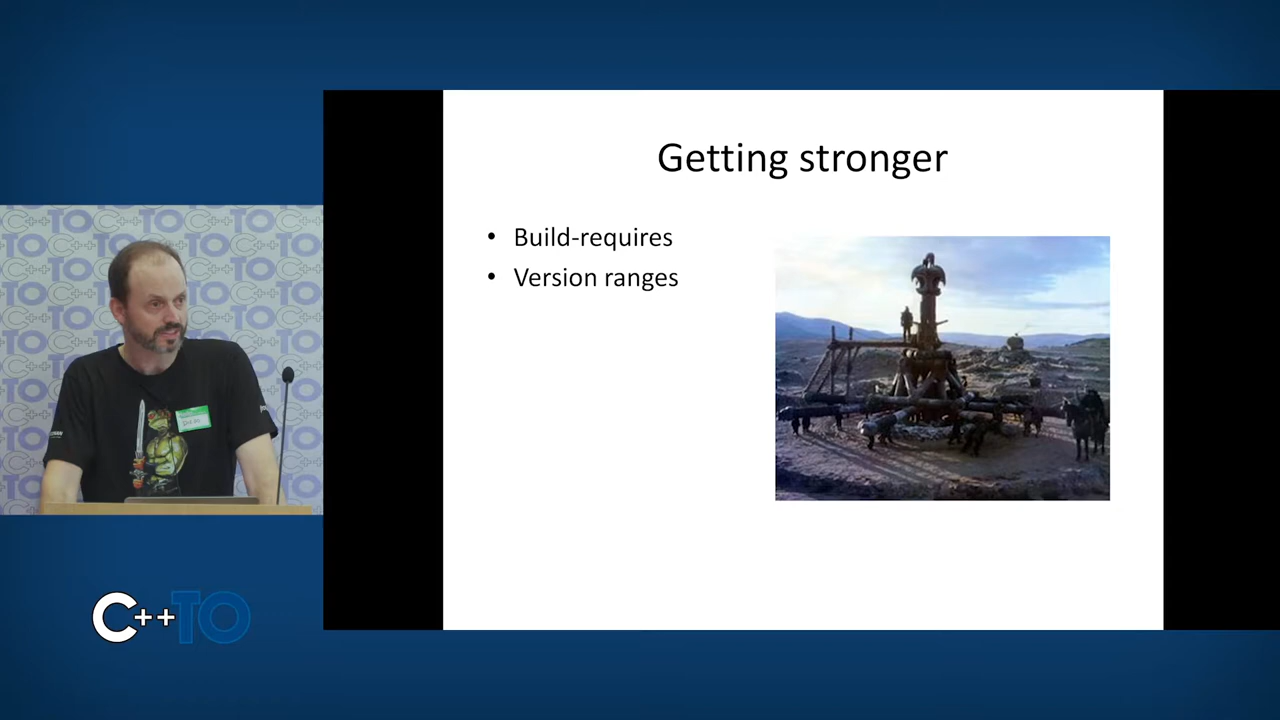 Getting stronger
• Build-requires
• Version ranges
C++TO